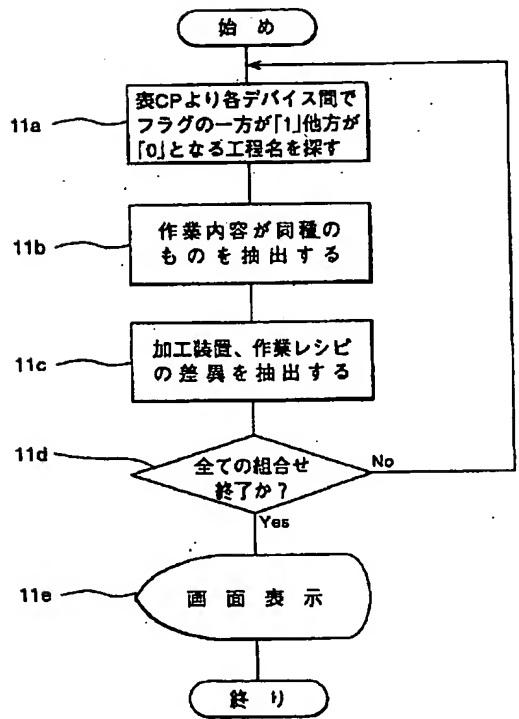 始め
11a
表CPより各デバイス間で
フラグの一方が「1」他方が
「0」となる工程名を探す
11b
作業内容が同種の
ものを抽出する
11c
加工装置、作業レシピ
の差異を抽出する
11d
全ての組合せ
終了か？
No
Yes
11e
画面表示
終り